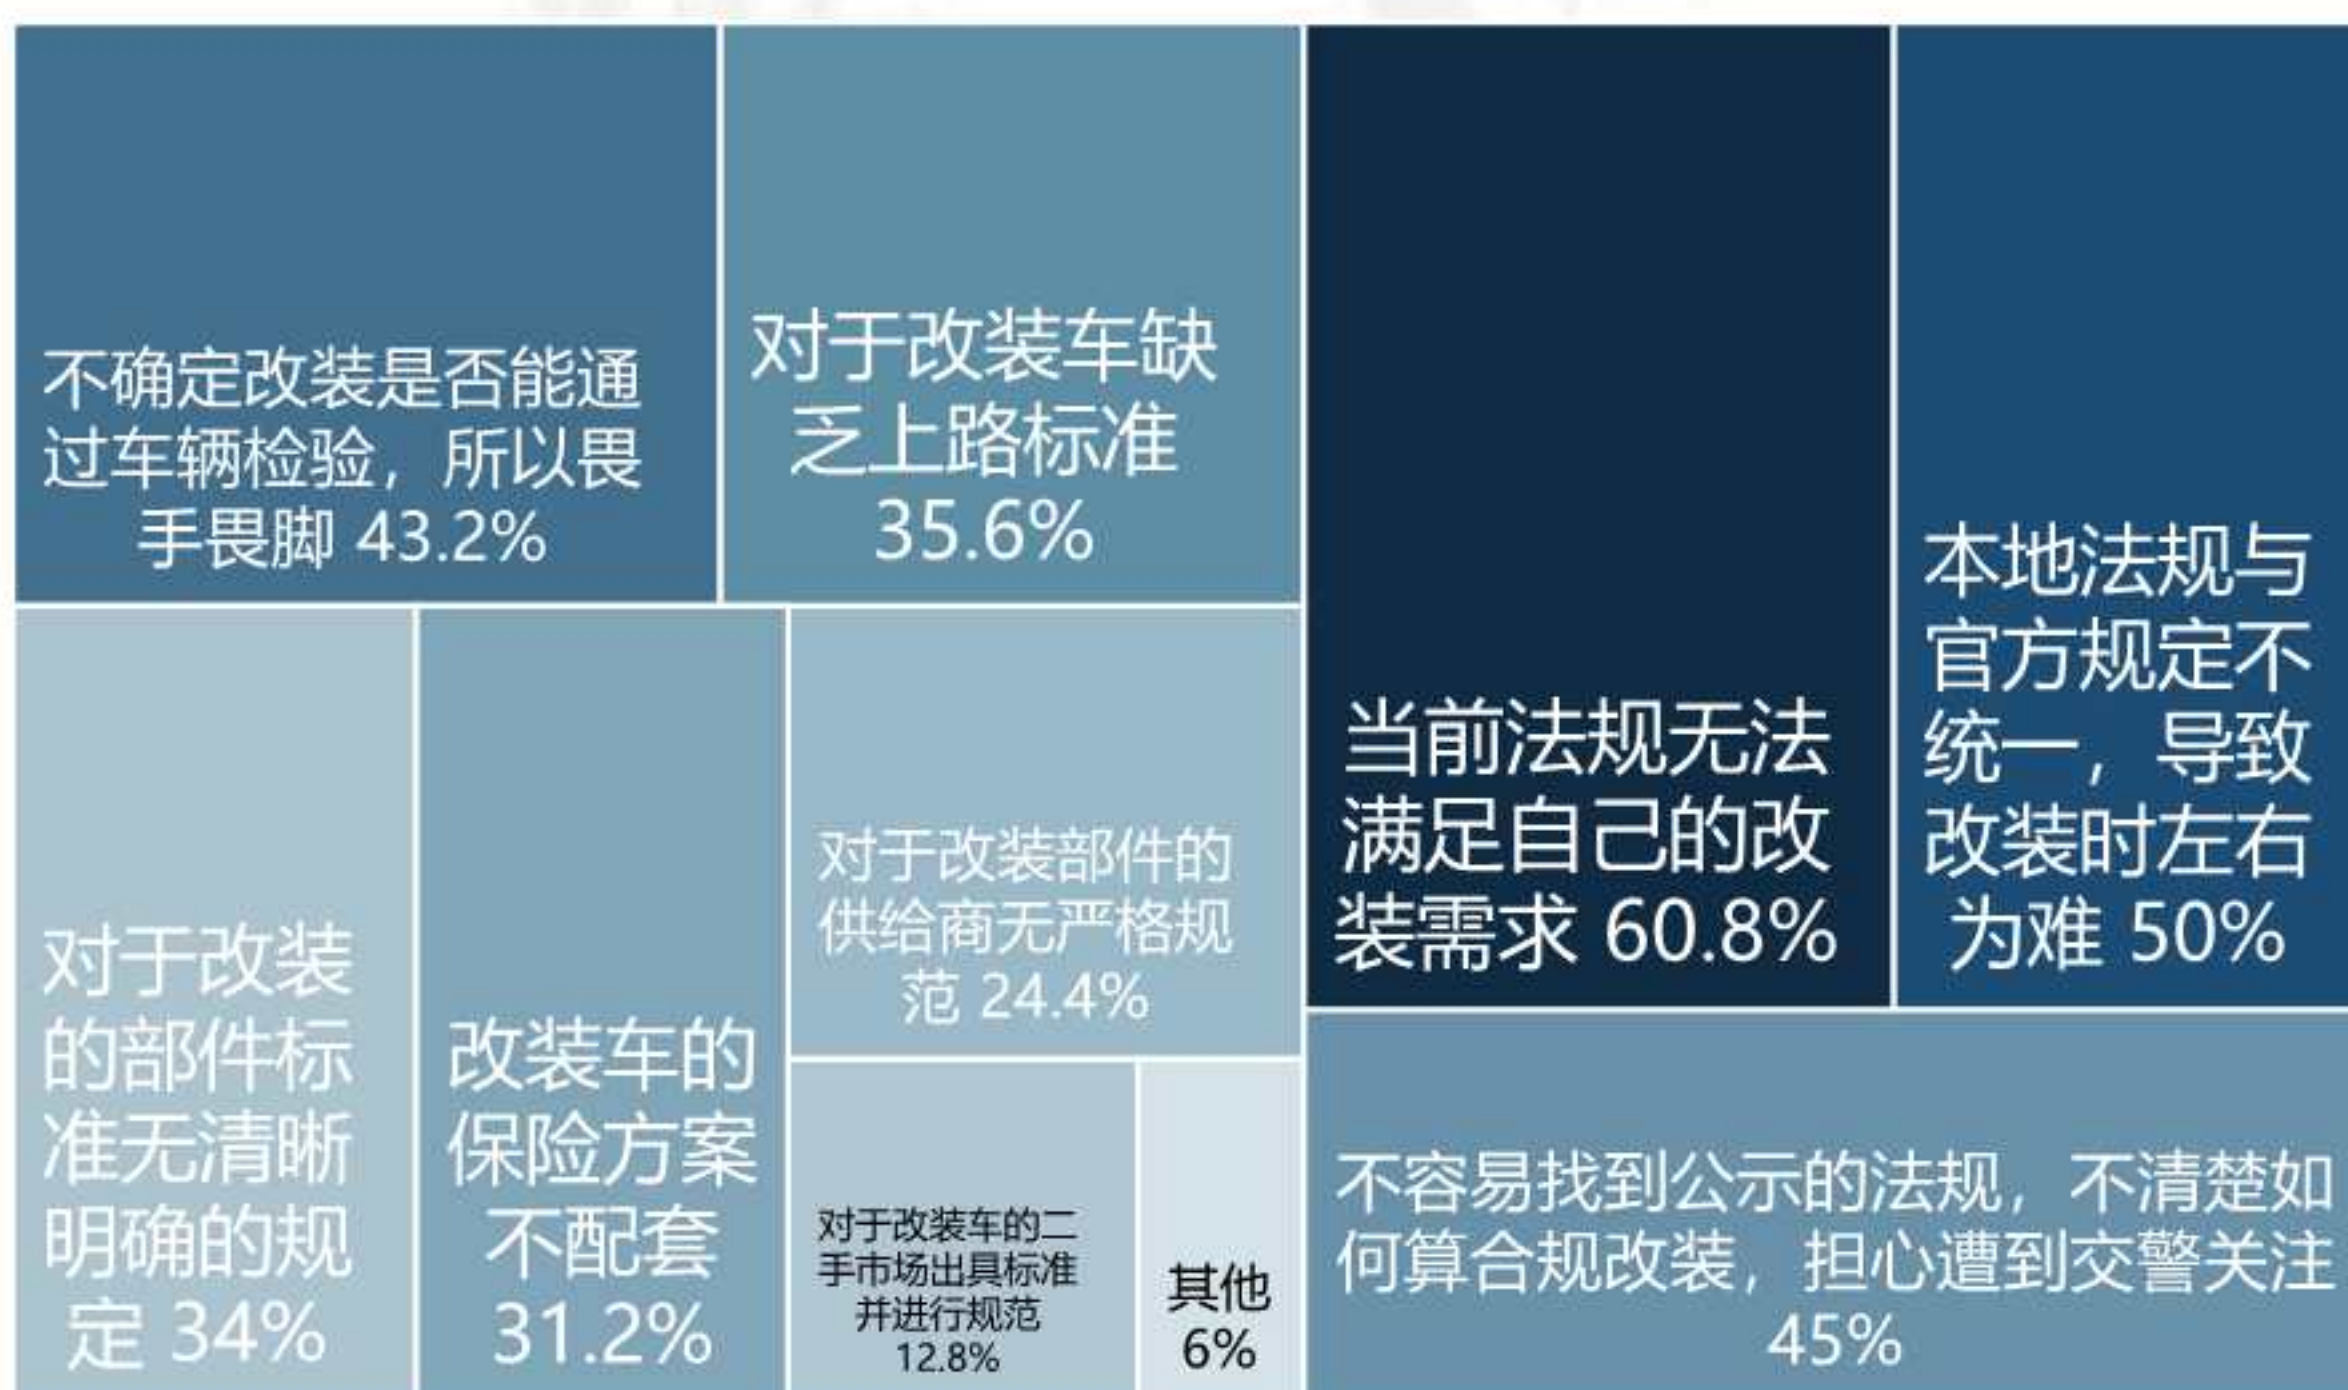 不确定改装是否能通
过车辆检验，所以畏
手畏脚 43.2%
对于改装车缺
乏上路标准
35.6%
当前法规无法
满足自己的改
装需求 60.8%
本地法规与
官方规定不
统一，导致
改装时左右
为难 50%
对于改装
的部件标
准无清晰
明确的规
定 34%
改装车的
保险方案
不配套
31.2%
对于改装部件的
供给商无严格规
范 24.4%
对于改装车的二
手市场出具标准
并进行规范
12.8%
其他
6%
不容易找到公示的法规，不清楚如
何算合规改装，担心遭到交警关注
45%